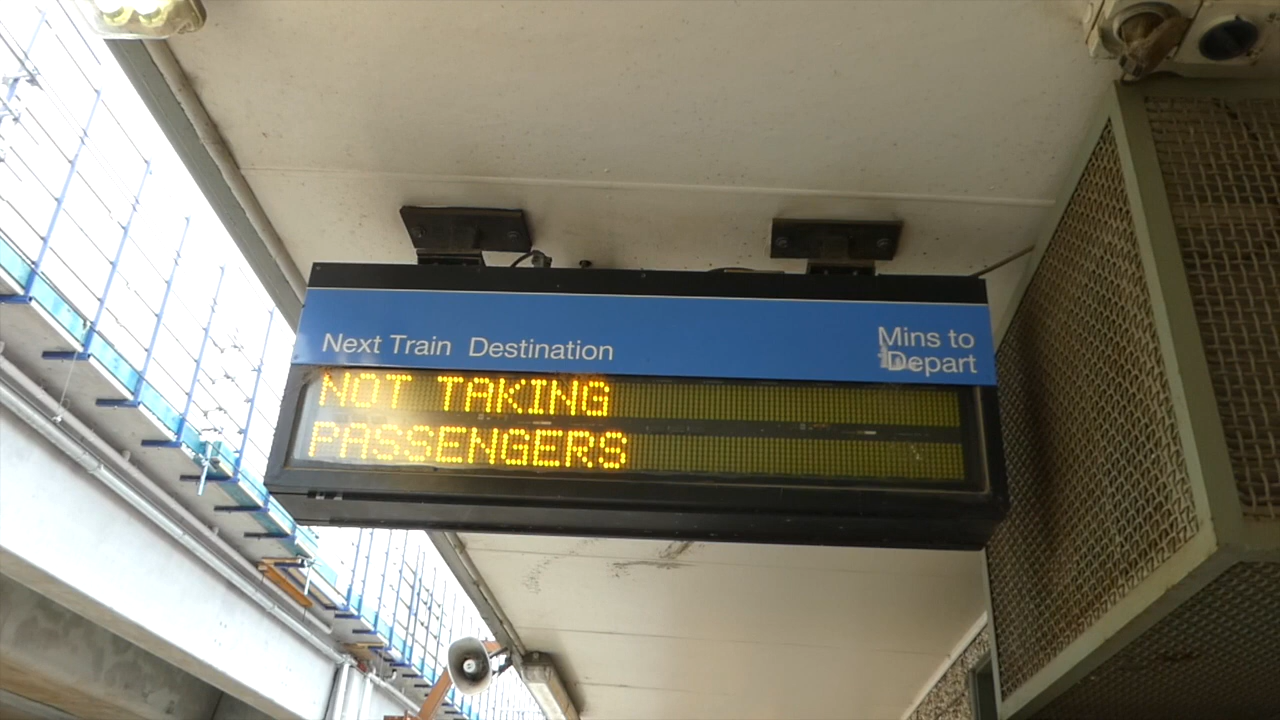 Next Train Destination
Mins to
Depart
NOT TAKING
PASSENGERS